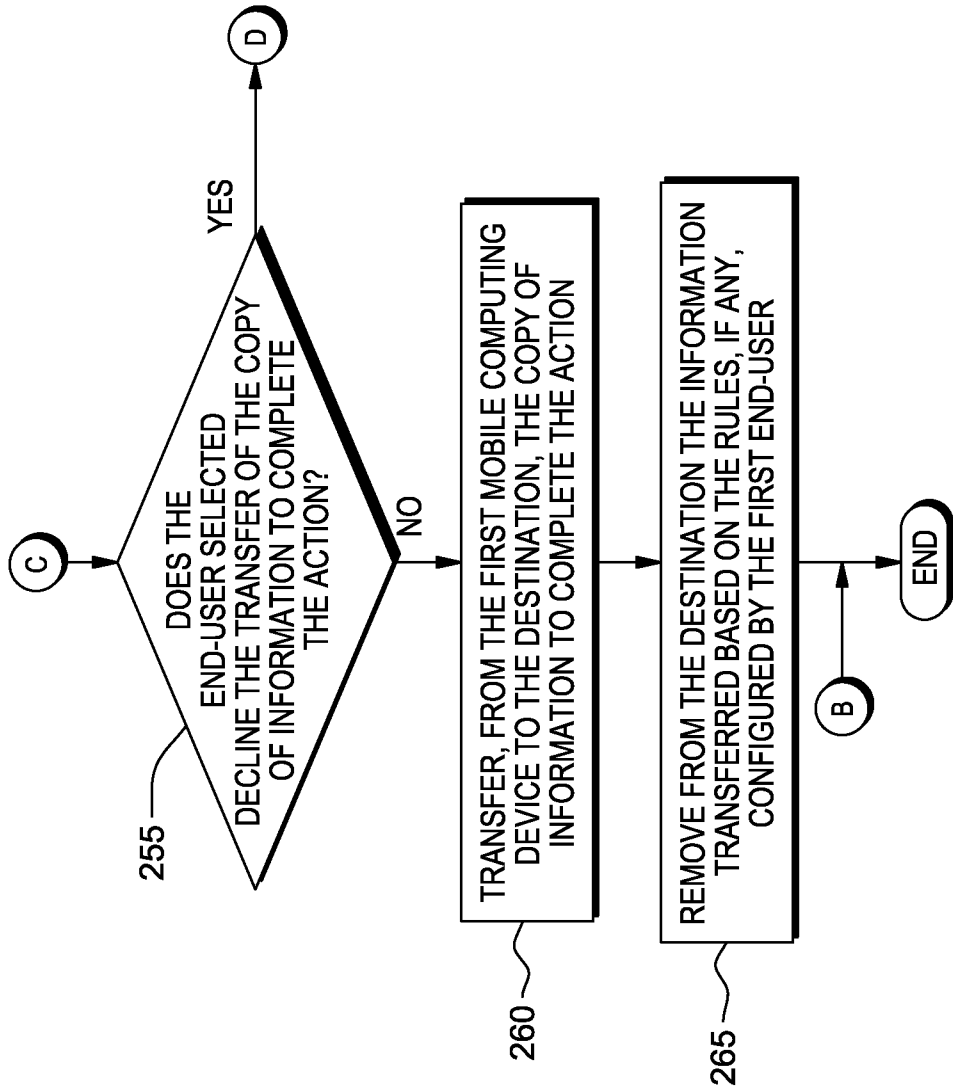 C
DOES THE
END-USER SELECTED
DECLINE THE TRANSFER OF THE COPY
OF INFORMATION TO COMPLETE
THE ACTION?
255
YES
D
NO
TRANSFER, FROM THE FIRST MOBILE COMPUTING
DEVICE TO THE DESTINATION, THE COPY OF
INFORMATION TO COMPLETE THE ACTION
260
REMOVE FROM THE DESTINATION THE INFORMATION
TRANSFERRED BASED ON THE RULES, IF ANY,
CONFIGURED BY THE FIRST END-USER
265
B
END